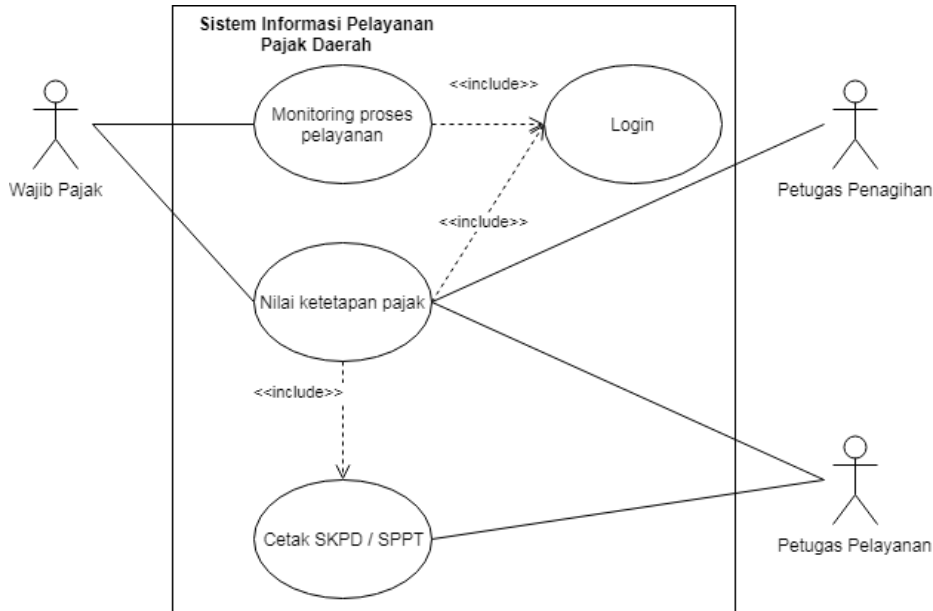 Sistem Informasi Pelayanan
Pajak Daerah
<<include>>
Monitoring proses
pelayanan
Login
Wajib Pajak
Petugas Penagihan
<<include>>
Nilai ketetapan pajak
<<include>>
Cetak SKPD / SPPT
Petugas Pelayanan